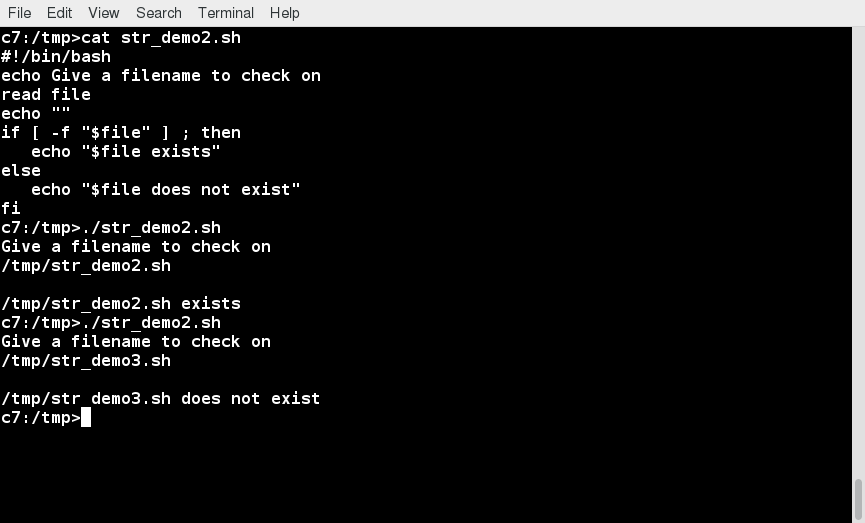 File Edit View Search Terminal Help
c7:/tmp>cat str_demo2.sh
#!/bin/bash
echo Give a filename to check on
read file
echo ""
if [ -f "$file" ] ; then
   echo "$file exists"
else
   echo "$file does not exist"
fi
c7:/tmp>./str_demo2.sh
Give a filename to check on
/tmp/str_demo2.sh

/tmp/str_demo2.sh exists
c7:/tmp>./str_demo2.sh
Give a filename to check on
/tmp/str_demo3.sh

/tmp/str_demo3.sh does not exist
c7:/tmp>